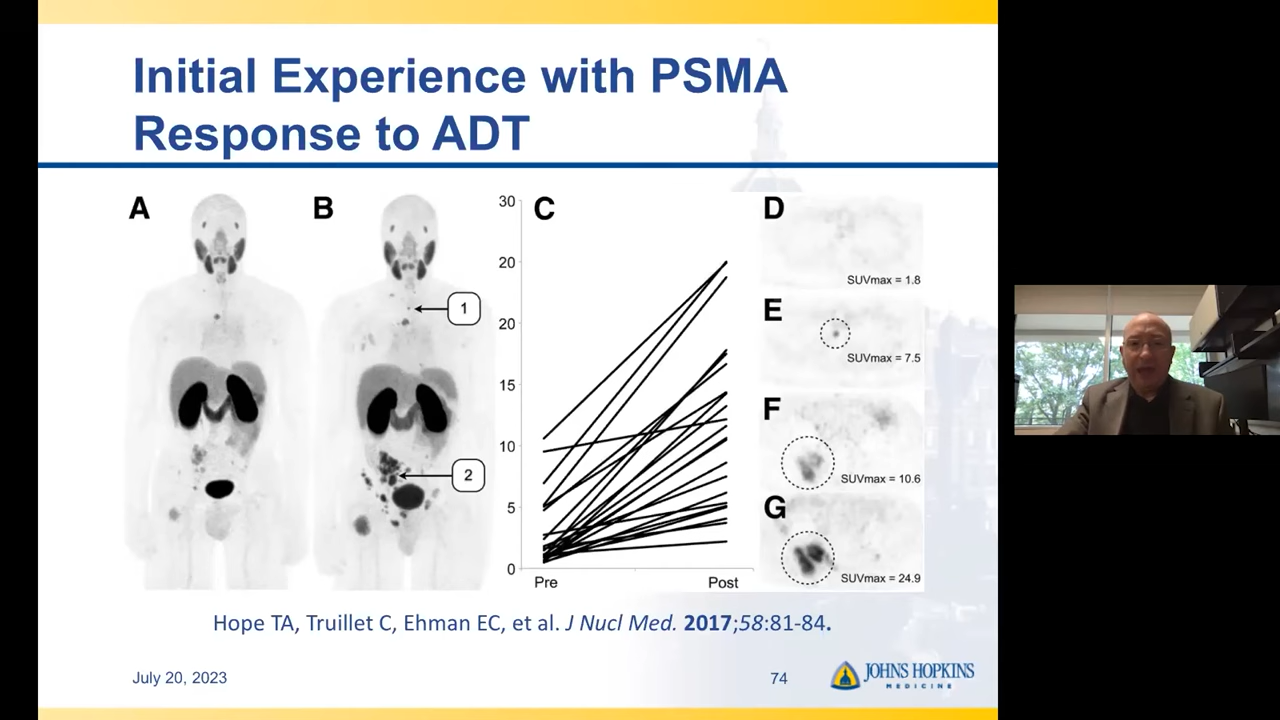 Initial Experience with PSMA
Response to ADT
A
B
1
2
C
30
20
20
15
10
5
0
Pre
Post
D
SUVmax = 1.8
E
SUVmax = 7.5
F
SUVmax = 10.6
G
SUVmax = 24.9
Hope TA, Truillet C, Ehman EC, et al. J Nucl Med. 2017;58:81-84.
July 20, 2023
74
JOHNS HOPKINS
MEDICINE